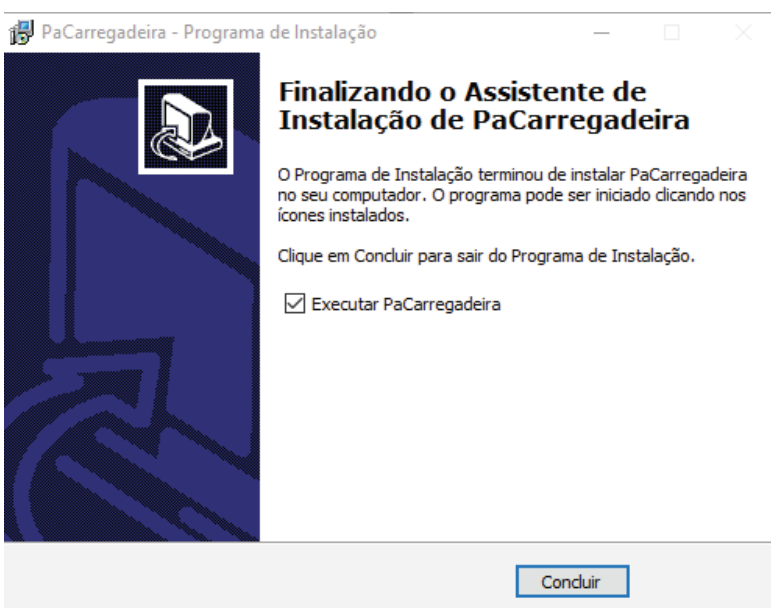 PaCarregadeira - Programa de Instalação
Finalizando o Assistente de
Instalação de PaCarregadeira
O Programa de Instalação terminou de instalar PaCarregadeira
no seu computador. O programa pode ser iniciado clicando nos
ícones instalados.
Clique em Concluir para sair do Programa de Instalação.
Executar PaCarregadeira
Concluir